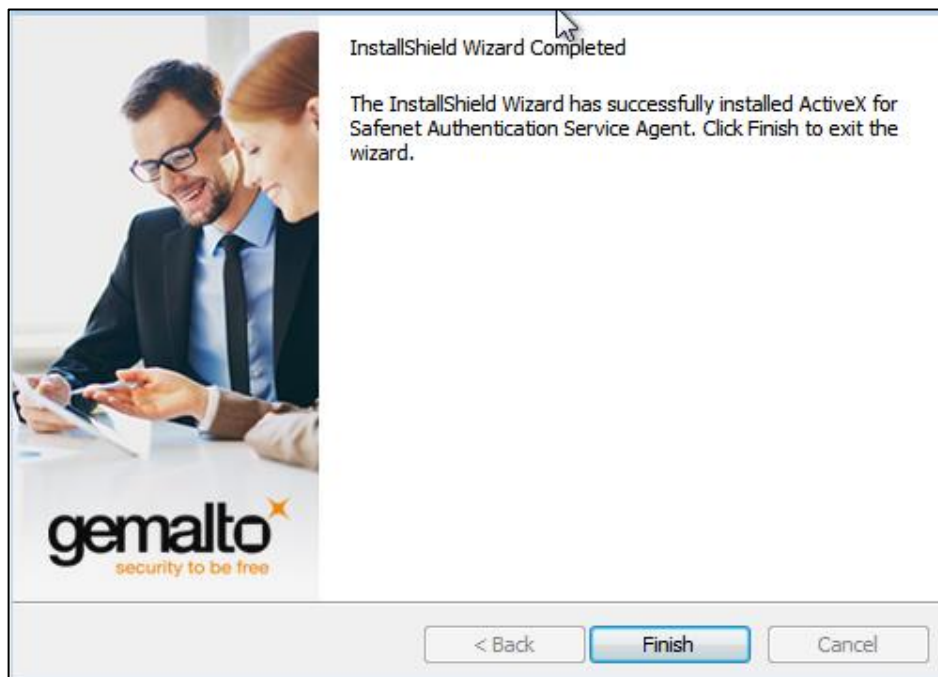 InstallShield Wizard Completed
The InstallShield Wizard has successfully installed ActiveX for
Safenet Authentication Service Agent. Click Finish to exit the
wizard.
gemalto
security to be free
< Back
Finish
Cancel